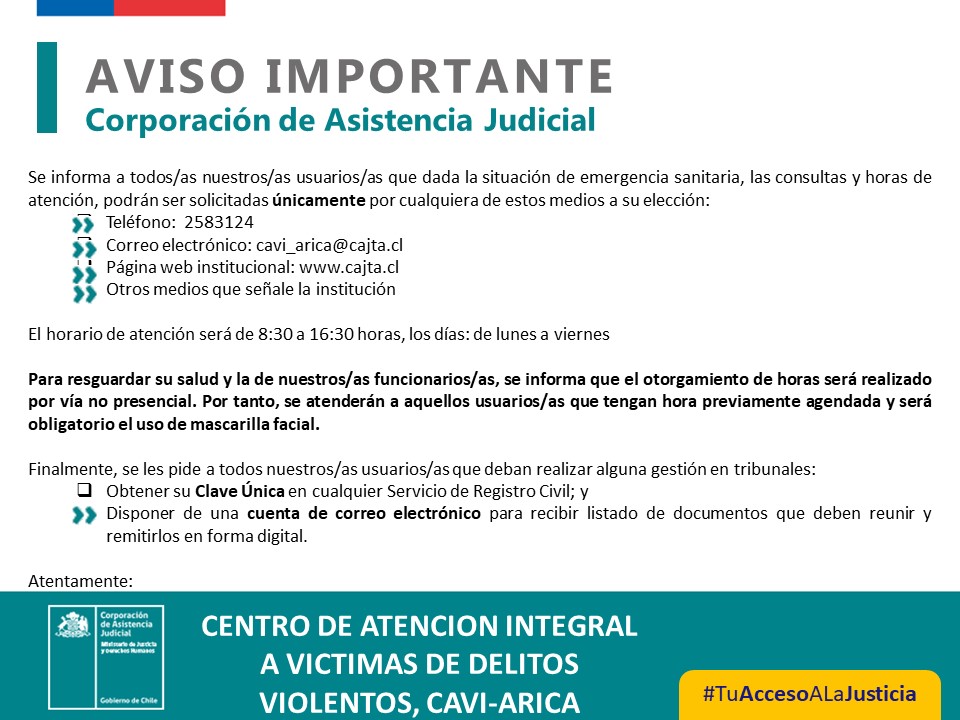 AVISO IMPORTANTE
Corporación de Asistencia Judicial
Se informa a todos/as nuestros/as usuarios/as que dada la situación de emergencia sanitaria, las consultas y horas de
atención, podrán ser solicitadas únicamente por cualquiera de estos medios a su elección:
Teléfono: 2583124
Correo electrónico: cavi_arica@cajta.cl
Página web institucional: www.cajta.cl
Otros medios que señale la institución
El horario de atención será de 8:30 a 16:30 horas, los días: de lunes a viernes
Para resguardar su salud y la de nuestros/as funcionarios/as, se informa que el otorgamiento de horas será realizado
por vía no presencial. Por tanto, se atenderán a aquellos usuarios/as que tengan hora previamente agendada y será
obligatorio el uso de mascarilla facial.
Finalmente, se les pide a todos nuestros/as usuarios/as que deban realizar alguna gestión en tribunales:
Obtener su Clave Única en cualquier Servicio de Registro Civil; y
Disponer de una cuenta de correo electrónico para recibir listado de documentos que deben reunir y
remitirlos en forma digital.
Atentamente:
Corporación
de Asistencia
Judicial
Ministerio de Justicia
y Derechos Humanos
Gobierno de Chile
CENTRO DE ATENCION INTEGRAL
A VICTIMAS DE DELITOS
VIOLENTOS, CAVI-ARICA
#TuAccesoALaJusticia